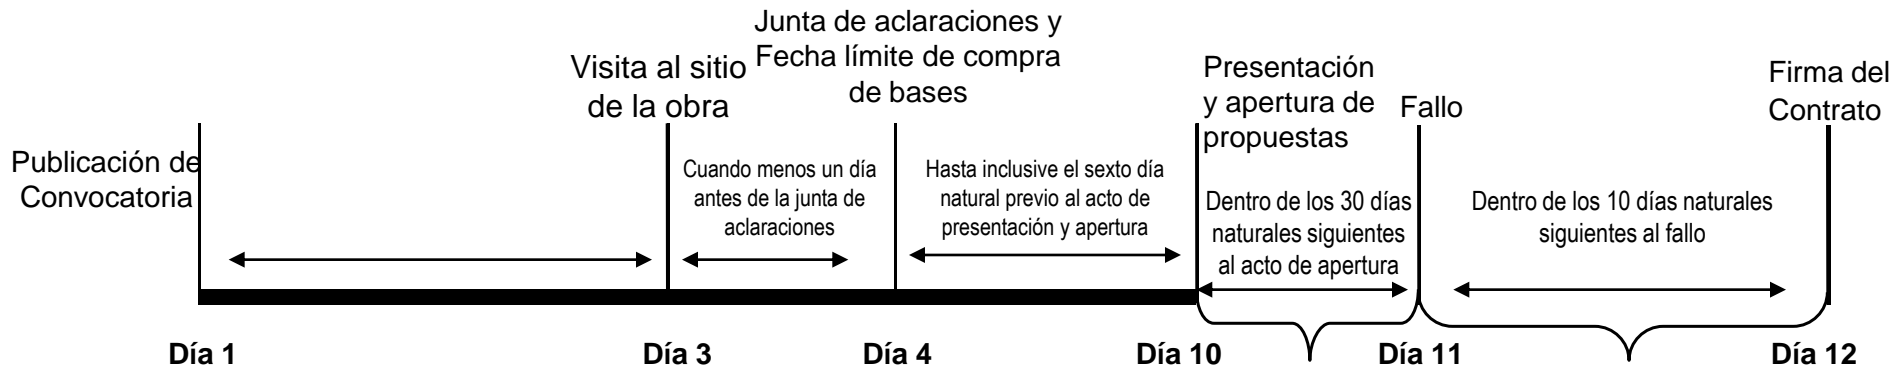 Publicación de
Convocatoria
Visita al sitio
de la obra
Junta de aclaraciones y
Fecha límite de compra
de bases
Presentación
y apertura de
propuestas
Fallo
Firma del
Contrato
Cuando menos un día
antes de la junta de
aclaraciones
Hasta inclusive el sexto día
natural previo al acto de
presentación y apertura
Dentro de los 30 días
naturales siguientes
al acto de apertura
Dentro de los 10 días naturales
siguientes al fallo
Día 1
Día 3
Día 4
Día 10
Día 11
Día 12